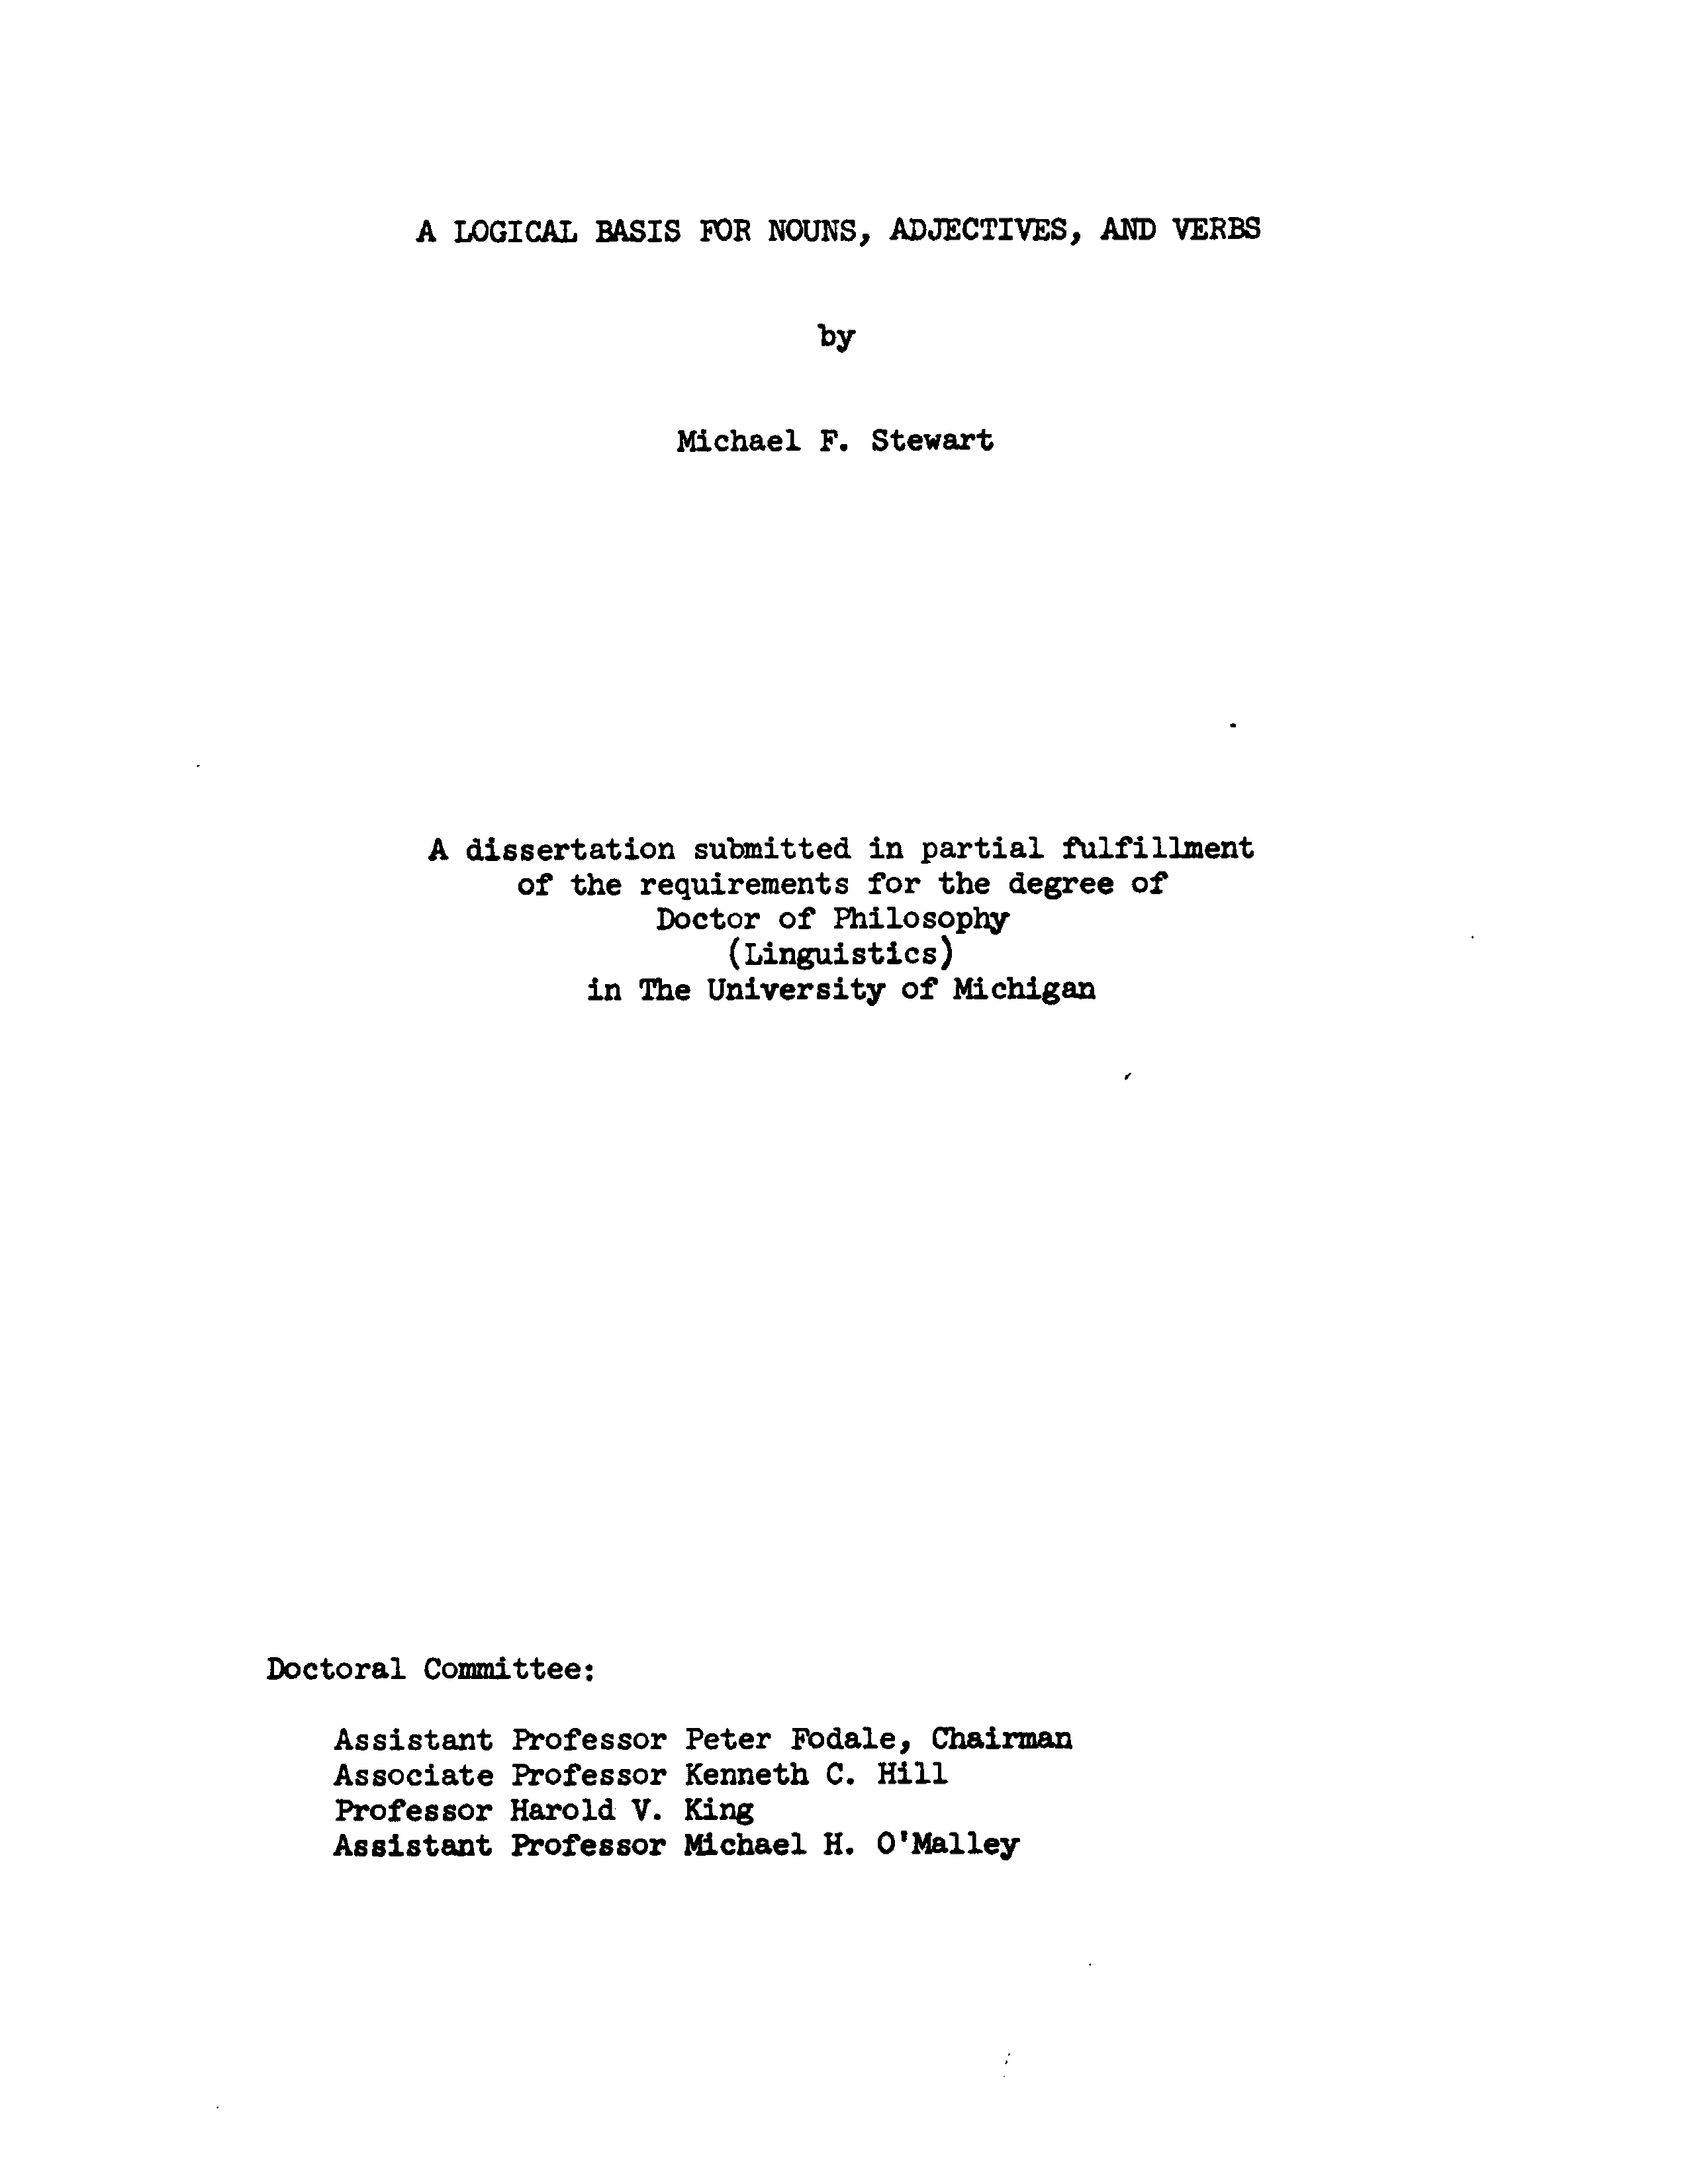 A LOGICAL BASIS FOR NOUNS, ADJECTIVES, AND VERBS
by
Michael F. Stewart
A dissertation submitted in partial fulfillment
of the requirements for the degree of
Doctor of Philosophy
(Linguistics)
in The University of Michigan
Doctoral Committee:
Assistant Professor Peter Fodale, Chairman
Associate Professor Kenneth C. Hill
Professor Harold V. King
Assistant Professor Michael H. O'Malley